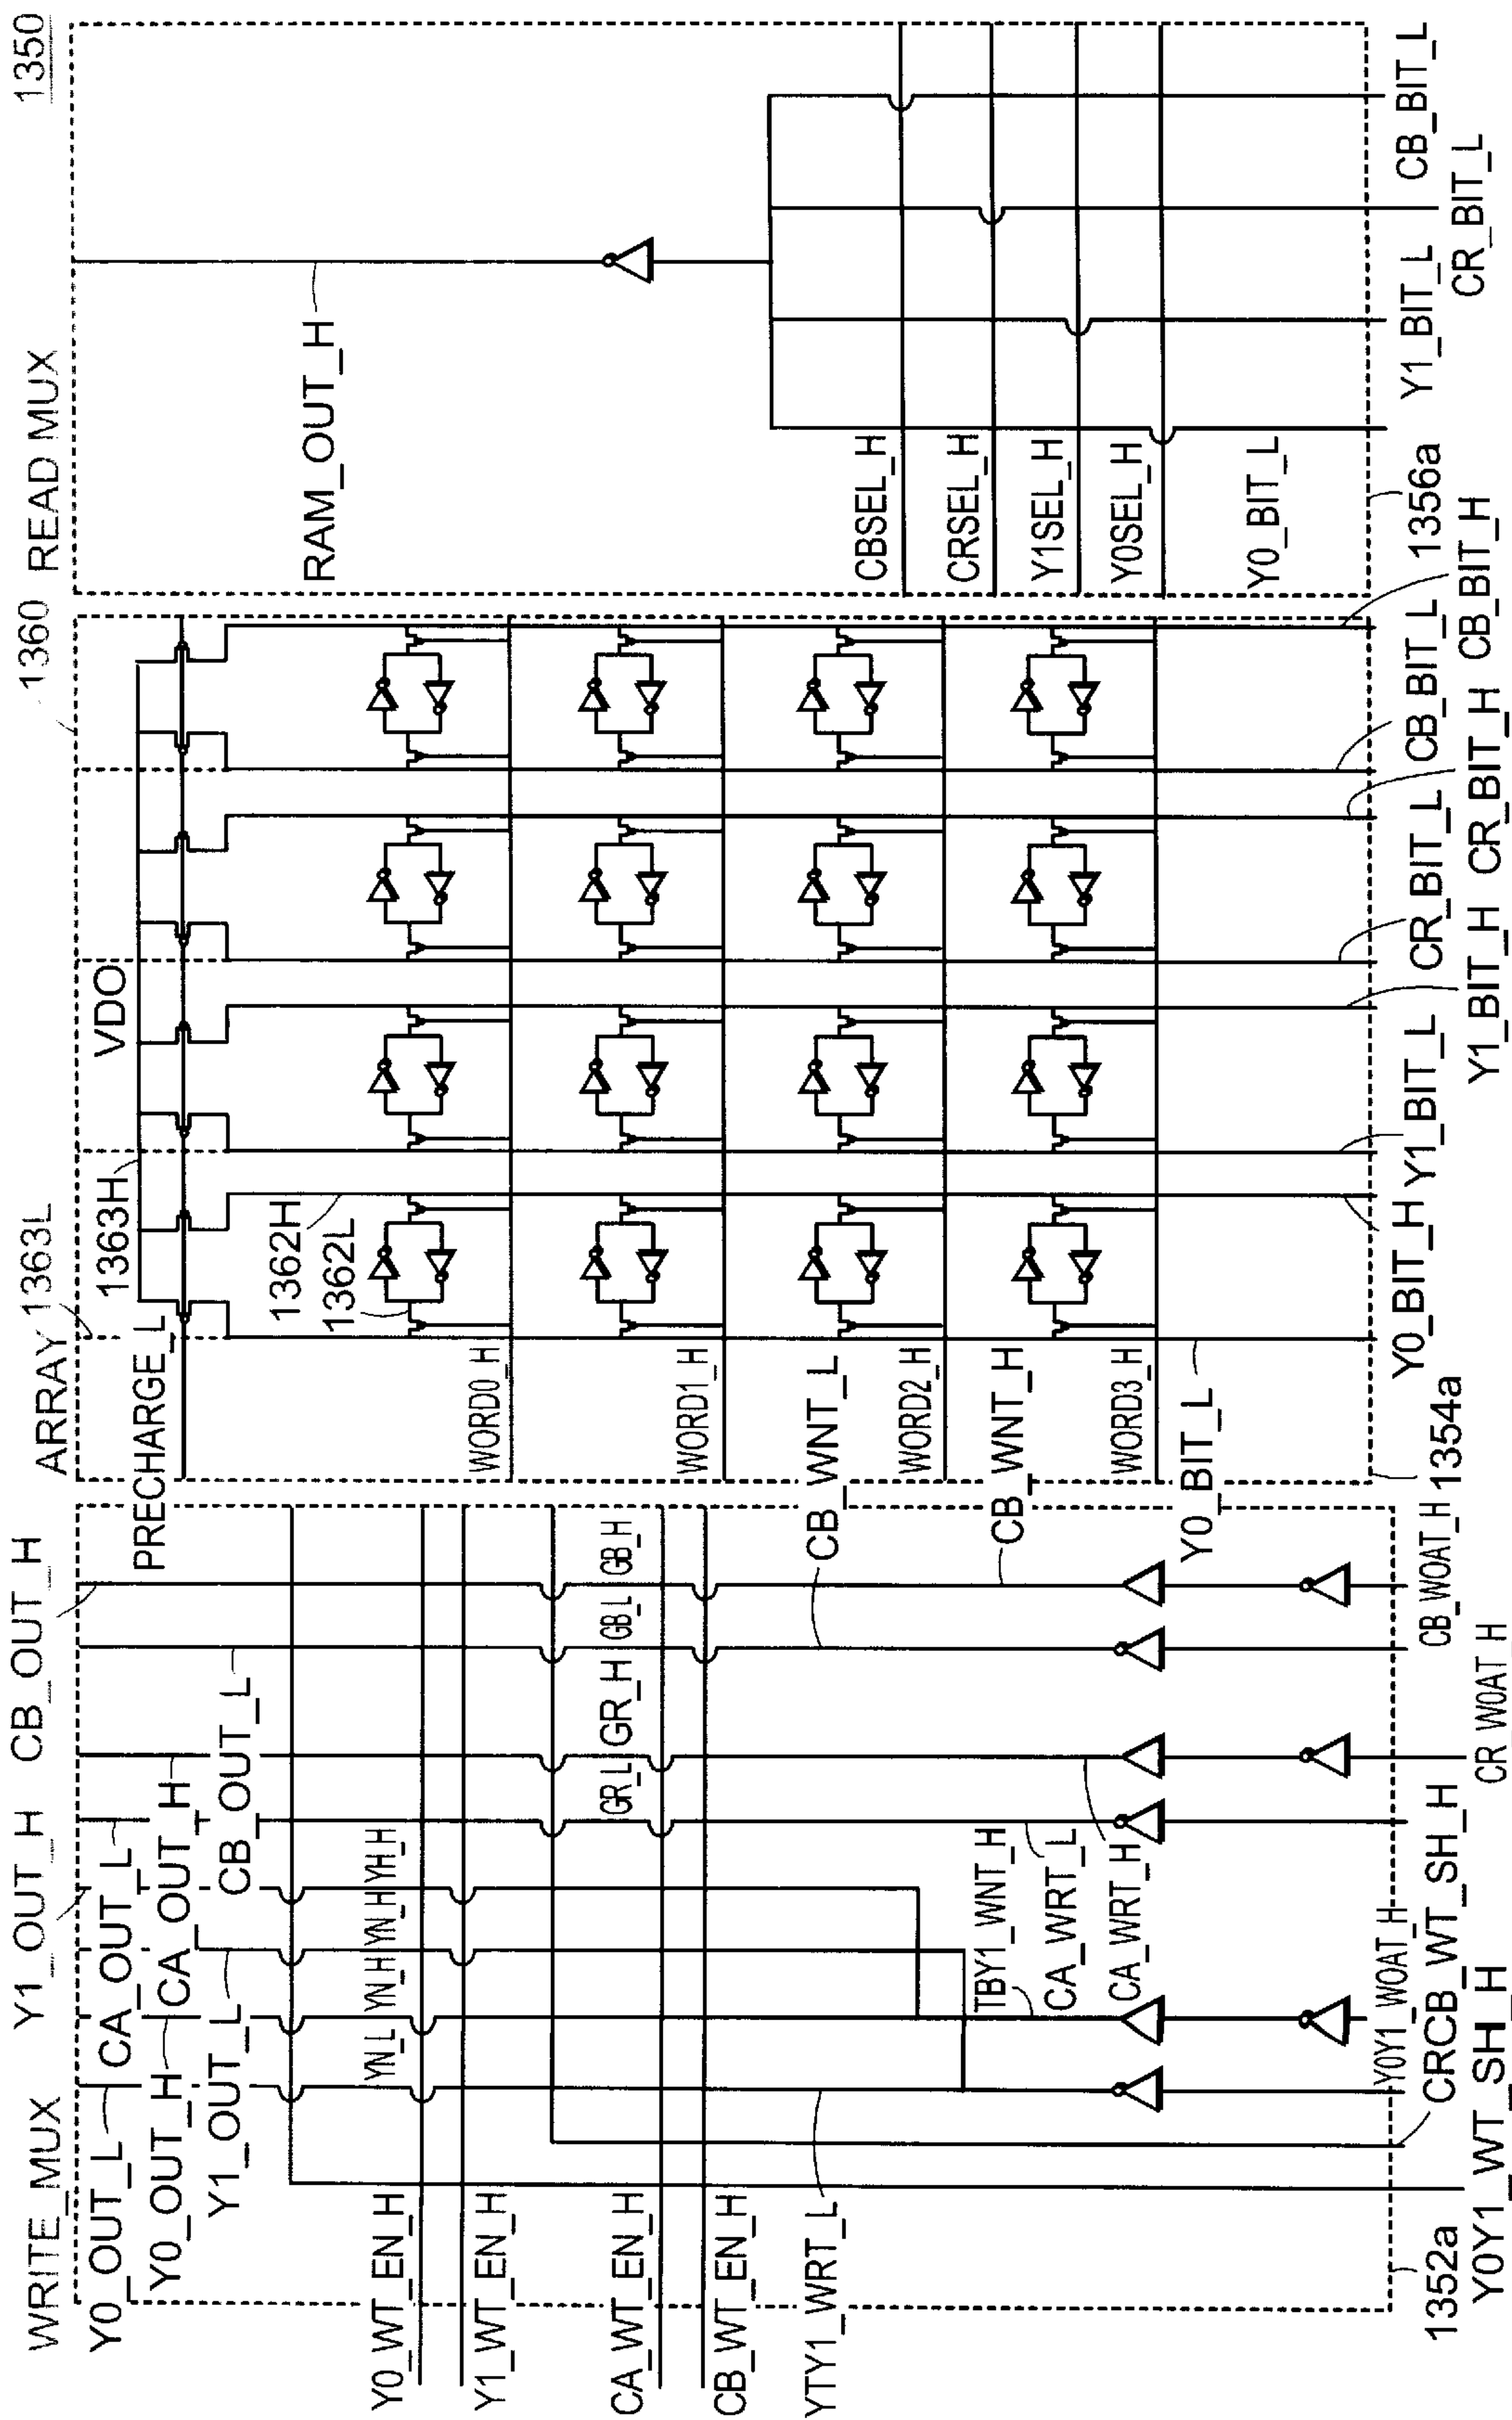 1350
WRITE_MUX
Y0_OUT_L
Y0_OUT_H
Y1_OUT_L
Y1_OUT_H
CA_OUT_L
CA_OUT_H
CB_OUT_L
CB_OUT_H
Y0_WT_EN_H
Y1_WT_EN_H
CA_WT_EN_H
CB_WT_EN_H
YN_L
YN_H
YN_H
YH_H
GR_L
GR_H
GB_L
GB_H
YTY1_WRT_L
TBY1_WNT_H
CA_WRT_L
CA_WRT_H
CB_WNT_L
CB_WNT_H
1352a
Y0Y1_WT_SH_H
CRCB_WT_SH_H
Y0Y1_WOAT_H
CR_WOAT_H
CB_WOAT_H
ARRAY
1363L
1360
PRECHARGE_L
1363H
VDO
1362H
1362L
WORD0_H
WORD1_H
WORD2_H
WORD3_H
Y0_BIT_L
1354a
Y0_BIT_H
Y1_BIT_L
Y1_BIT_H
CR_BIT_L
CR_BIT_H
CB_BIT_L
CB_BIT_H
READ MUX
RAM_OUT_H
CBSEL_H
CRSEL_H
Y1SEL_H
Y0SEL_H
Y0_BIT_L
1356a
Y1_BIT_L
CR_BIT_L
CB_BIT_L